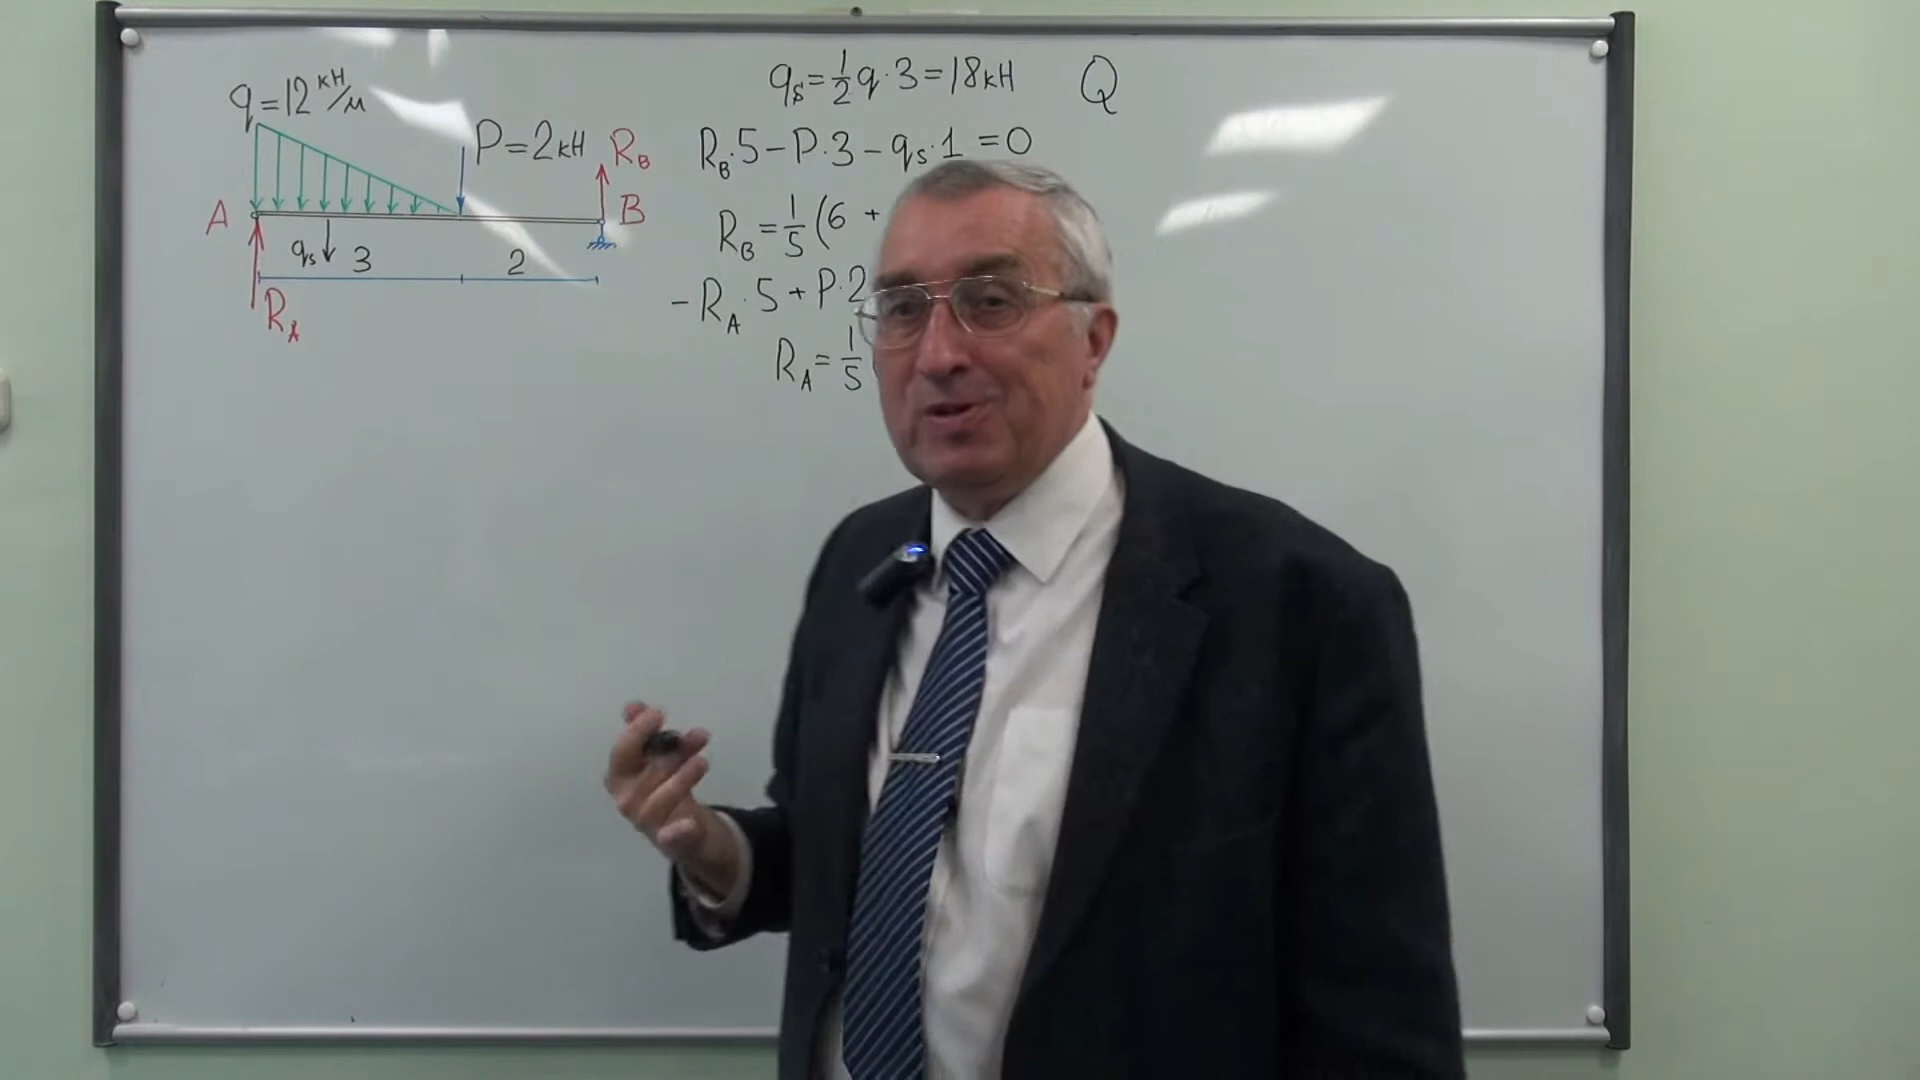 q=12 кН/м
P=2кН
R_B
A
B
q_s
3
2
R_A
q_s=½q·3=18кН
Q
R_B·5−P·3−q_s·1=0
R_B=1/5(6+
−R_A·5+P·2
R_A=1/5